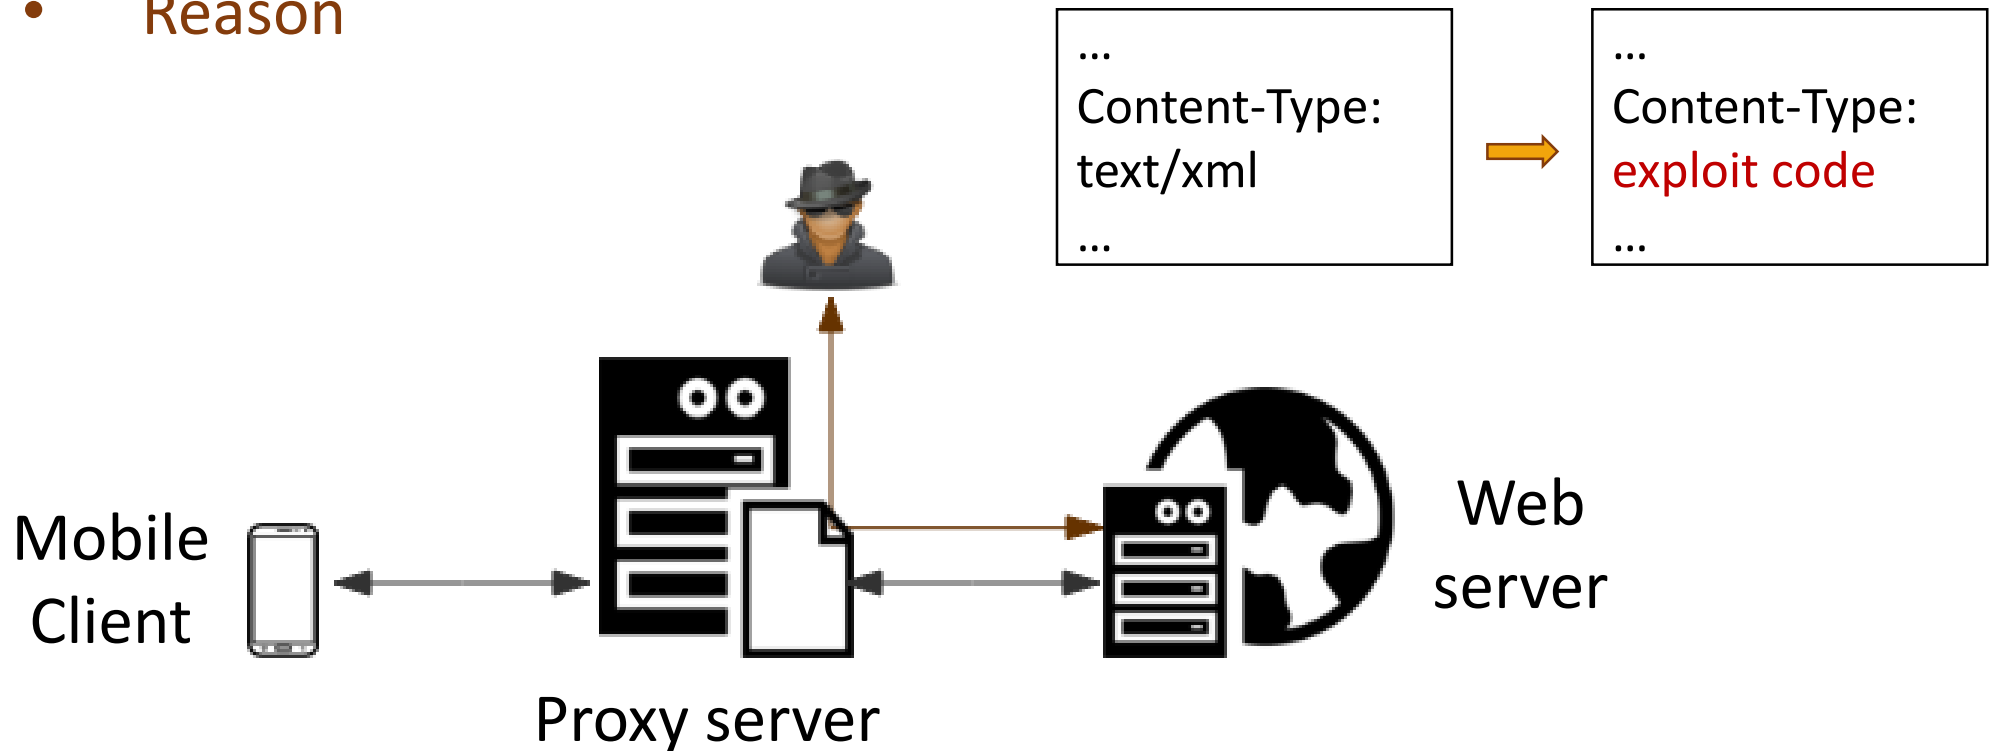 • Reason
...
Content-Type:
text/xml
...
...
Content-Type:
exploit code
...
Mobile
Client
Proxy server
Web
server